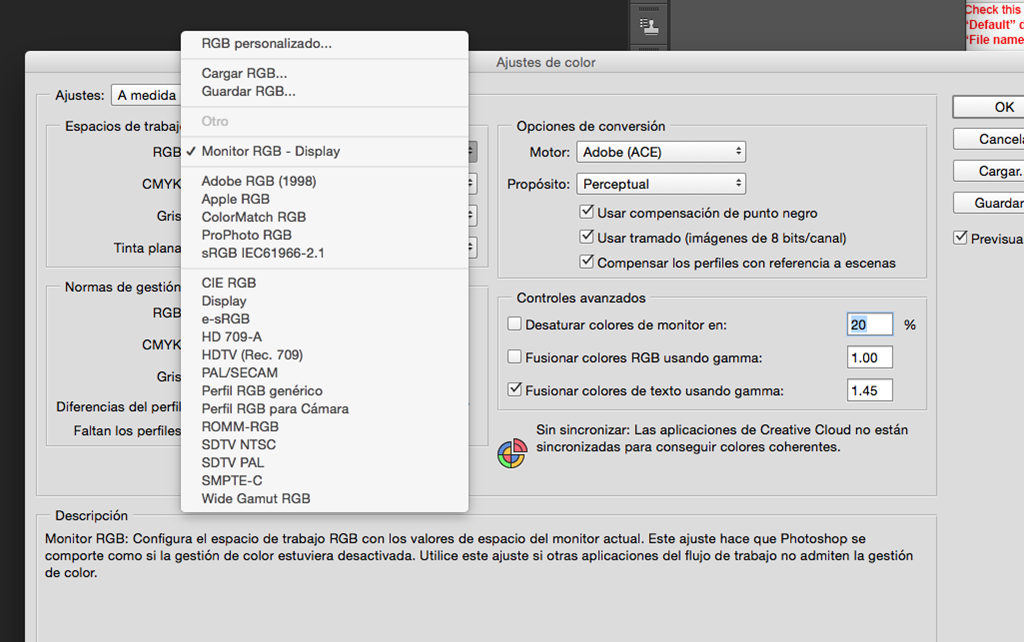 Check this
"Default"
"File name
Ajustes de color
Ajustes: A medida
RGB personalizado...
Cargar RGB...
Guardar RGB...
Otro
✓ Monitor RGB - Display
Adobe RGB (1998)
Apple RGB
ColorMatch RGB
ProPhoto RGB
sRGB IEC61966-2.1
CIE RGB
Display
e-sRGB
HD 709-A
HDTV (Rec. 709)
PAL/SECAM
Perfil RGB genérico
Perfil RGB para Cámara
ROMM-RGB
SDTV NTSC
SDTV PAL
SMPTE-C
Wide Gamut RGB
Espacios de trabaj
RGB
CMYK
Gris
Tinta plana
Normas de gestión
RGB
CMYK
Gris
Diferencias del perfil
Faltan los perfiles
Opciones de conversión
Motor: Adobe (ACE)
Propósito: Perceptual
Usar compensación de punto negro
Usar tramado (imágenes de 8 bits/canal)
Compensar los perfiles con referencia a escenas
Controles avanzados
Desaturar colores de monitor en: 20 %
Fusionar colores RGB usando gamma: 1.00
Fusionar colores de texto usando gamma: 1.45
Sin sincronizar: Las aplicaciones de Creative Cloud no están
sincronizadas para conseguir colores coherentes.
OK
Cancela
Cargar.
Guardar
Previsua
Descripción
Monitor RGB: Configura el espacio de trabajo RGB con los valores de espacio del monitor actual. Este ajuste hace que Photoshop se
comporte como si la gestión de color estuviera desactivada. Utilice este ajuste si otras aplicaciones del flujo de trabajo no admiten la gestión
de color.